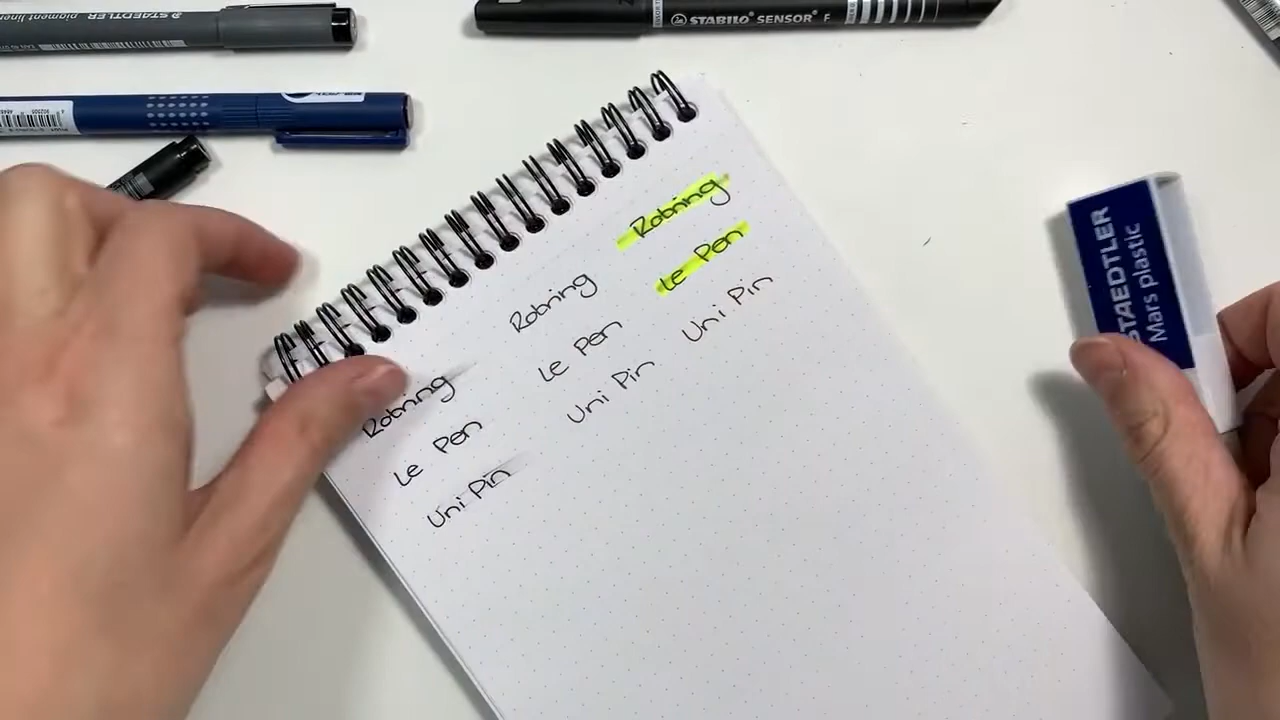 STAEDTLER pigment liner
STABILO SENSOR F
Rotring
Le Pen
Uni Pin
Rotring
Le Pen
Uni Pin
Rotring
Le Pen
Uni Pin
STAEDTLER
Mars plastic